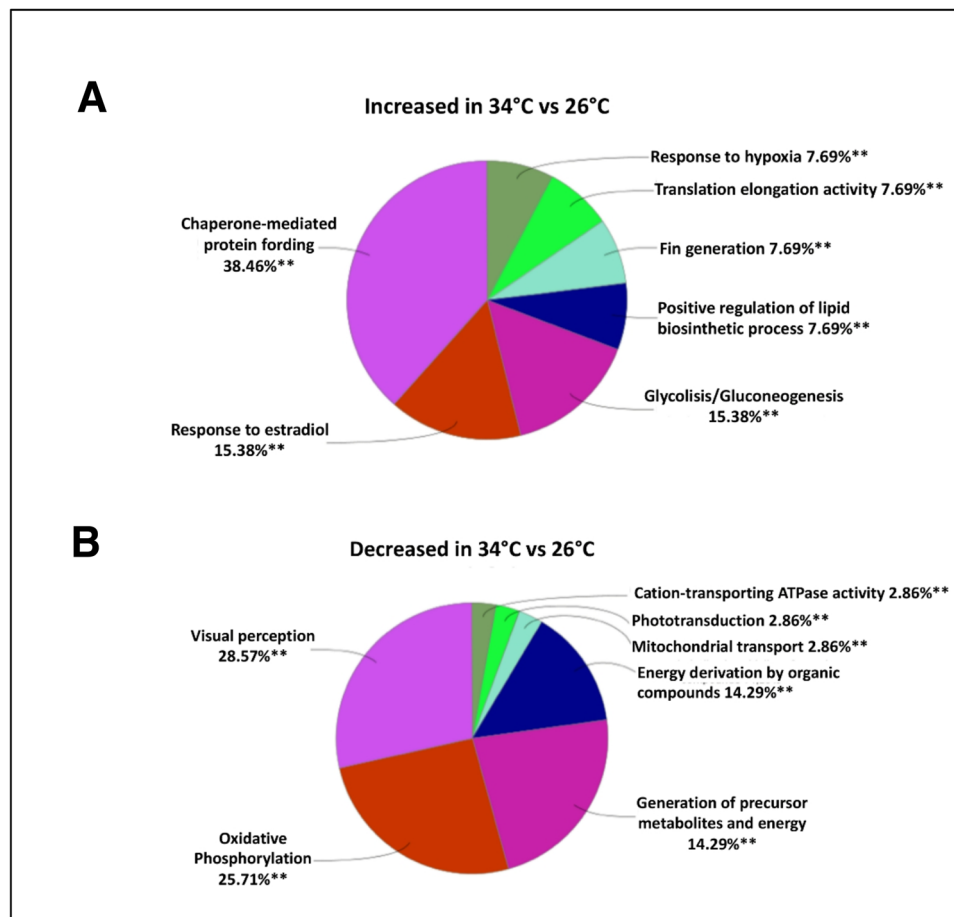 A
Increased in 34°C vs 26°C
Response to hypoxia 7.69%**
Translation elongation activity 7.69%**
Chaperone-mediated
protein fording
38.46%**
Fin generation 7.69%**
Positive regulation of lipid
biosinthetic process 7.69%**
Glycolisis/Gluconeogenesis
15.38%**
Response to estradiol
15.38%**
B
Decreased in 34°C vs 26°C
Cation-transporting ATPase activity 2.86%**
Phototransduction 2.86%**
Visual perception
28.57%**
Mitochondrial transport 2.86%**
Energy derivation by organic
compounds 14.29%**
Generation of precursor
metabolites and energy
14.29%**
Oxidative
Phosphorylation
25.71%**